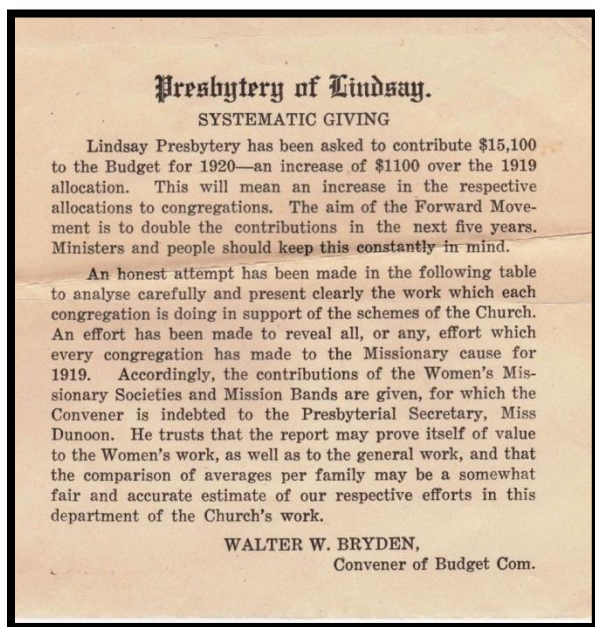 Presbytery of Lindsay.
SYSTEMATIC GIVING
Lindsay Presbytery has been asked to contribute $15,100
to the Budget for 1920—an increase of $1100 over the 1919
allocation. This will mean an increase in the respective
allocations to congregations. The aim of the Forward Move-
ment is to double the contributions in the next five years.
Ministers and people should keep this constantly in mind.
An honest attempt has been made in the following table
to analyse carefully and present clearly the work which each
congregation is doing in support of the schemes of the Church.
An effort has been made to reveal all, or any, effort which
every congregation has made to the Missionary cause for
1919. Accordingly, the contributions of the Women's Mis-
sionary Societies and Mission Bands are given, for which the
Convener is indebted to the Presbyterial Secretary, Miss
Dunoon. He trusts that the report may prove itself of value
to the Women's work, as well as to the general work, and that
the comparison of averages per family may be a somewhat
fair and accurate estimate of our respective efforts in this
department of the Church's work.
WALTER W. BRYDEN,
Convener of Budget Com.